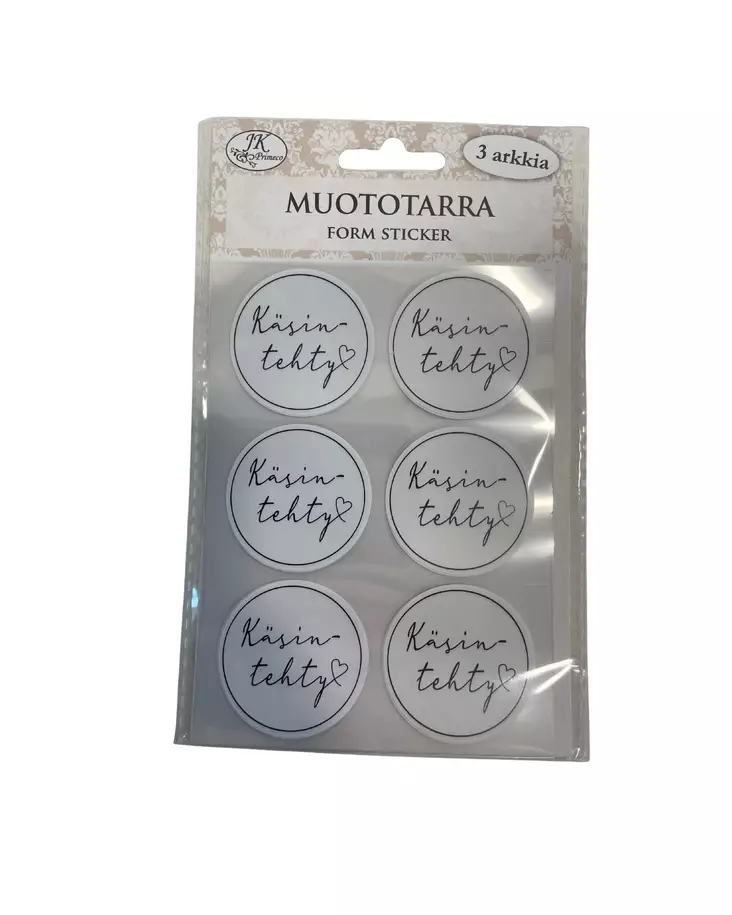 JK
Primeco
3 arkkia
MUOTOTARRA
FORM STICKER
Käsin-
tehty
Käsin-
tehty
Käsin-
tehty
Käsin-
tehty
Käsin-
tehty
Käsin-
tehty